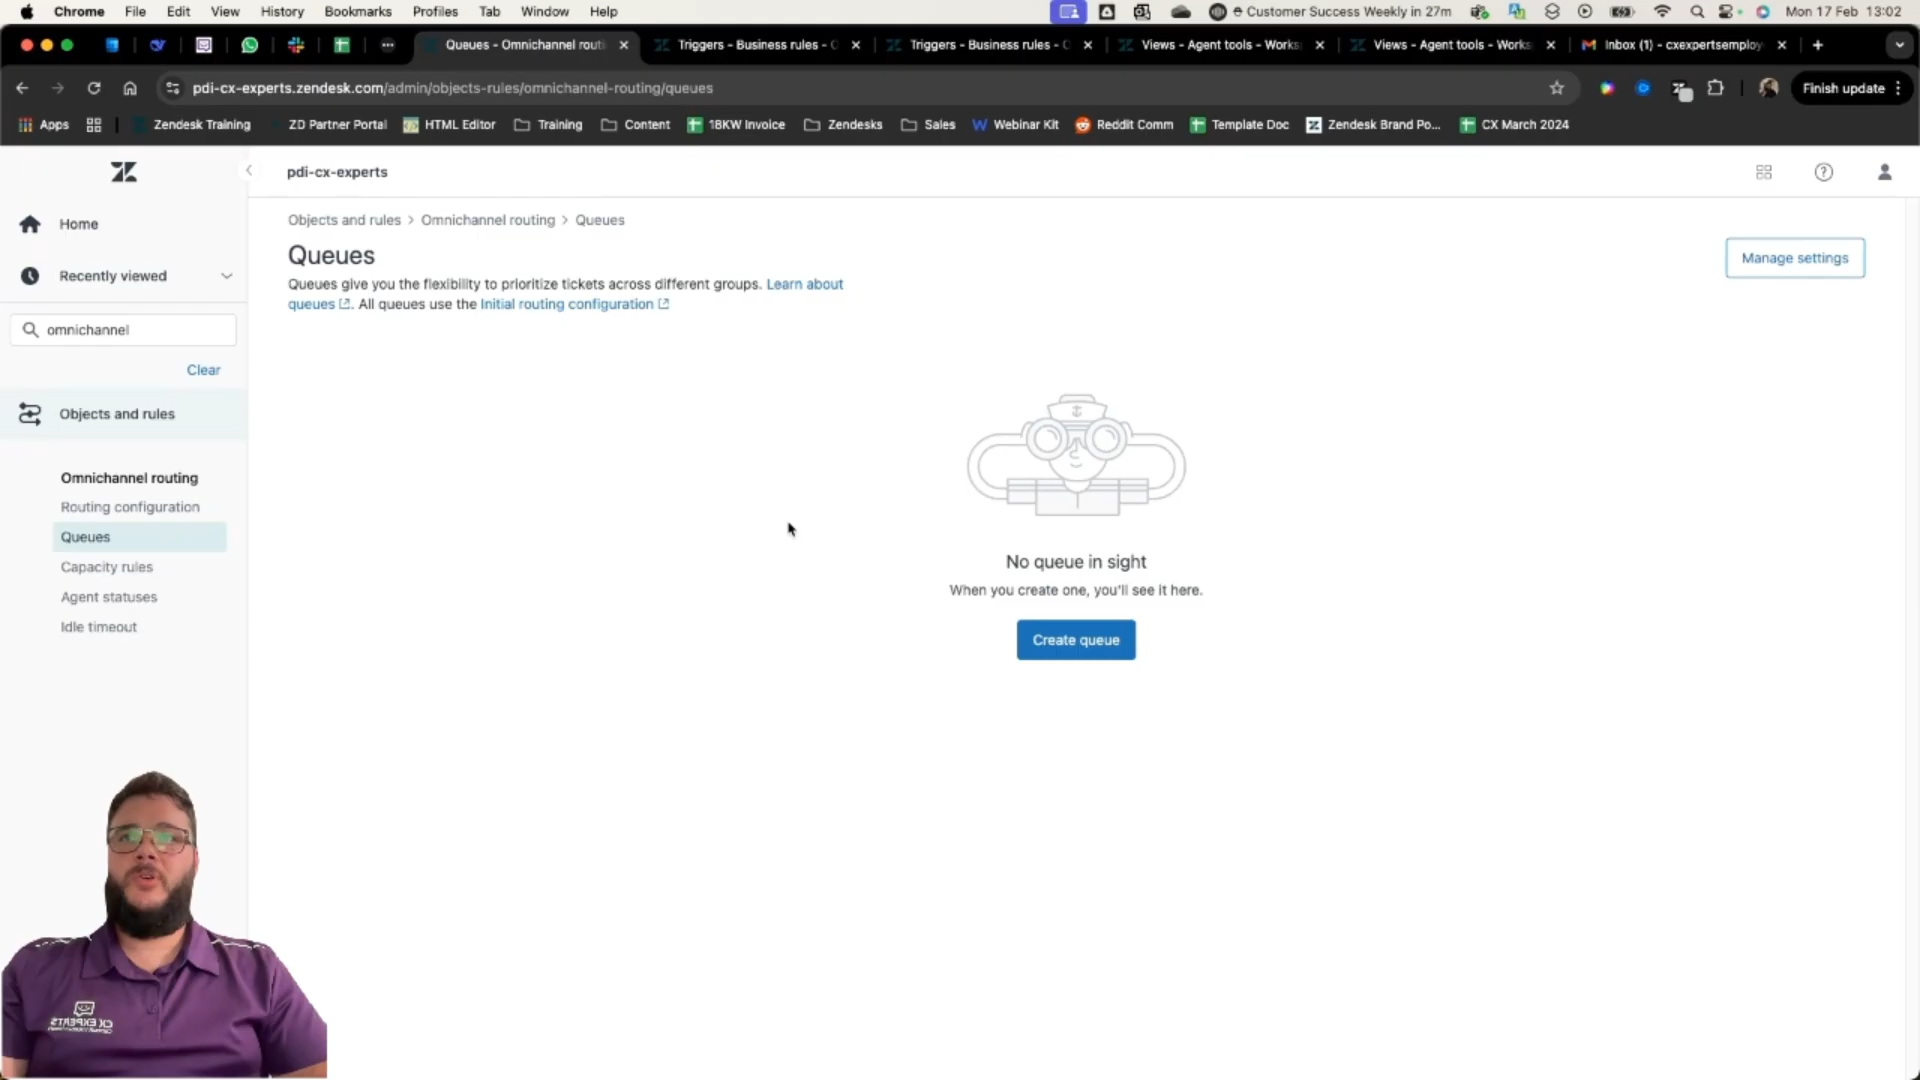 Chrome File Edit View History Bookmarks Profiles Tab Window Help Customer Success Weekly in 27m Mon 17 Feb 13:02
Queues - Omnichannel routi Triggers - Business rules - C Triggers - Business rules - C Views - Agent tools - Works Views - Agent tools - Works Inbox (1) - cxexpertsemploy
pdi-cx-experts.zendesk.com/admin/objects-rules/omnichannel-routing/queues Finish update
Apps Zendesk Training ZD Partner Portal HTML Editor Training Content 18KW Invoice Zendesks Sales Webinar Kit Reddit Comm Template Doc Zendesk Brand Po... CX March 2024
pdi-cx-experts
Home
Recently viewed
omnichannel
Clear
Objects and rules
Omnichannel routing
Routing configuration
Queues
Capacity rules
Agent statuses
Idle timeout
Objects and rules > Omnichannel routing > Queues
Queues
Manage settings
Queues give you the flexibility to prioritize tickets across different groups. Learn about
queues. All queues use the Initial routing configuration
No queue in sight
When you create one, you'll see it here.
Create queue
CX EXPERTS